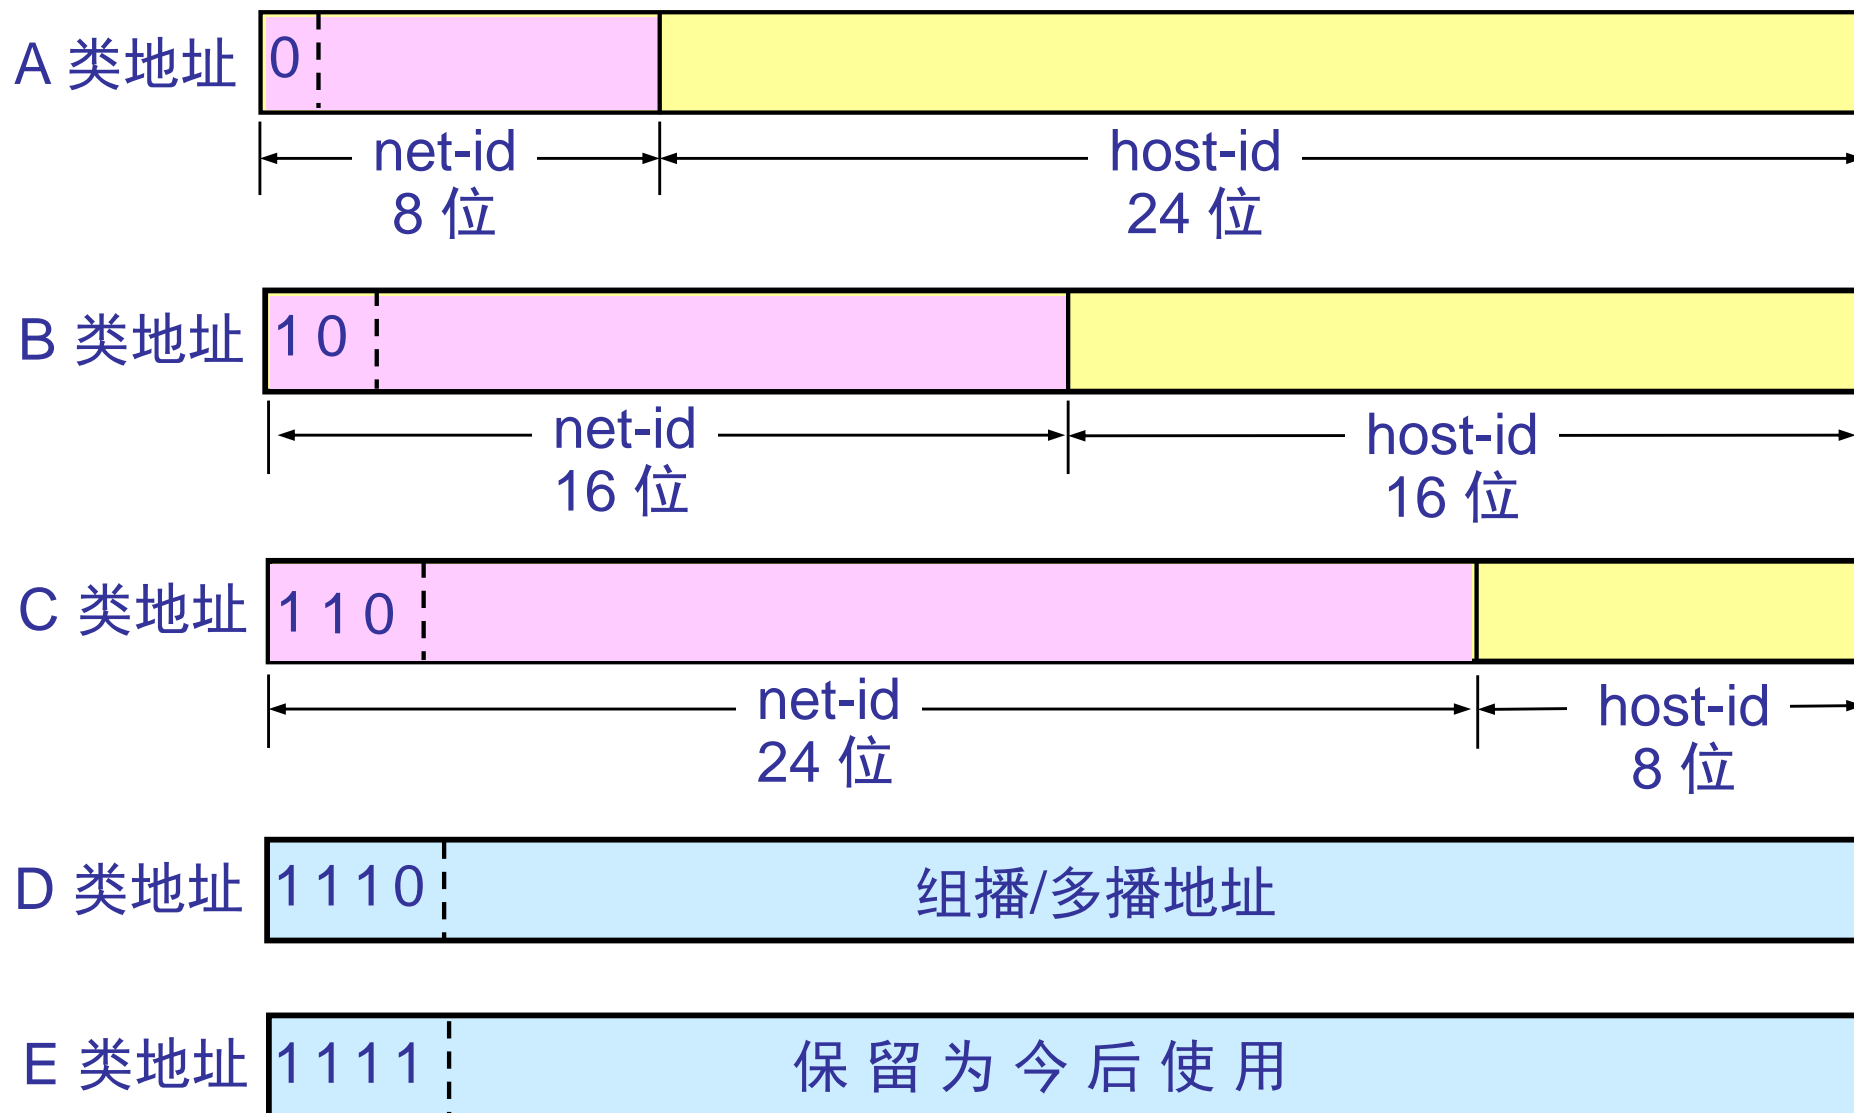 A 类地址 0
net-id host-id
8 位 24 位
B 类地址 1 0
net-id host-id
16 位 16 位
C 类地址 1 1 0
net-id host-id
24 位 8 位
D 类地址 1 1 1 0 组播/多播地址
E 类地址 1 1 1 1 保 留 为 今 后 使 用